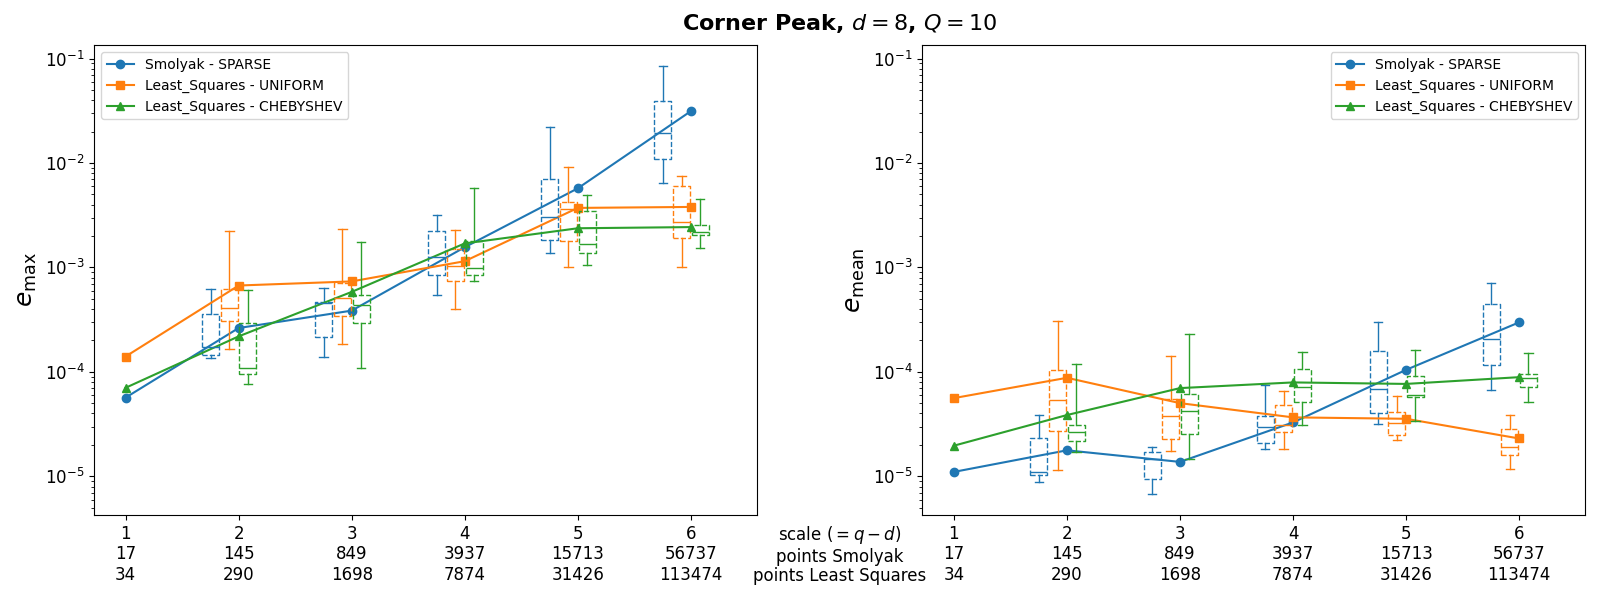 Corner Peak, d = 8, Q = 10
Smolyak - SPARSE
Least_Squares - UNIFORM
Least_Squares - CHEBYSHEV
10⁻¹
10⁻²
10⁻³
10⁻⁴
10⁻⁵
e_max
1 2 3 4 5 6
17 145 849 3937 15713 56737
34 290 1698 7874 31426 113474
scale (= q − d)
points Smolyak
points Least Squares
Smolyak - SPARSE
Least_Squares - UNIFORM
Least_Squares - CHEBYSHEV
10⁻¹
10⁻²
10⁻³
10⁻⁴
10⁻⁵
e_mean
1 2 3 4 5 6
17 145 849 3937 15713 56737
34 290 1698 7874 31426 113474